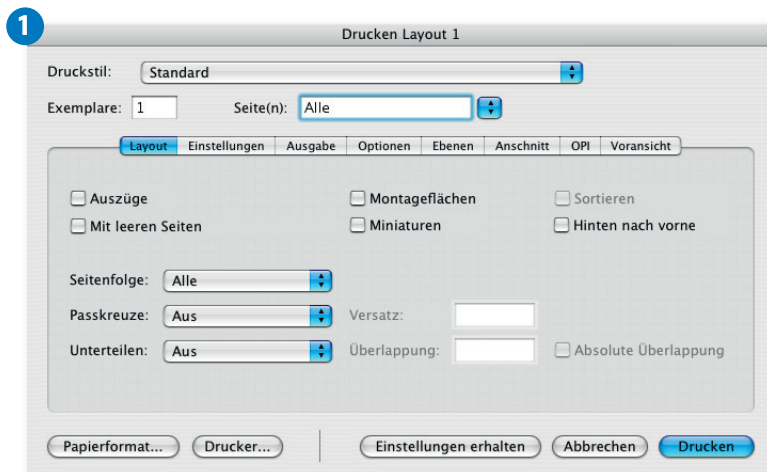 1
Drucken Layout 1
Druckstil: Standard
Exemplare: 1 Seite(n): Alle
Layout Einstellungen Ausgabe Optionen Ebenen Anschnitt OPI Voransicht
Auszüge Montageflächen Sortieren
Mit leeren Seiten Miniaturen Hinten nach vorne
Seitenfolge: Alle
Passkreuze: Aus Versatz:
Unterteilen: Aus Überlappung: Absolute Überlappung
Papierformat... Drucker... Einstellungen erhalten Abbrechen Drucken